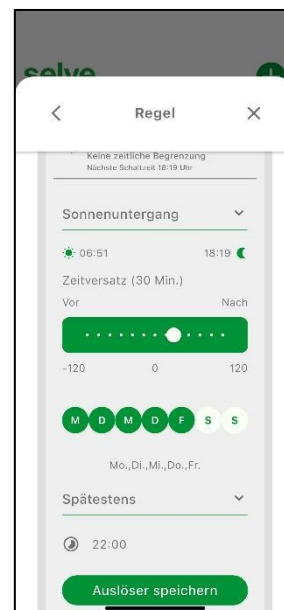 selve
Regel
Keine zeitliche Begrenzung
Nächste Schaltzeit 18:19 Uhr
Sonnenuntergang
06:51 18:19
Zeitversatz (30 Min.)
Vor Nach
-120 0 120
M D M D F S S
Mo.,Di.,Mi.,Do.,Fr.
Spätestens
22:00
Auslöser speichern